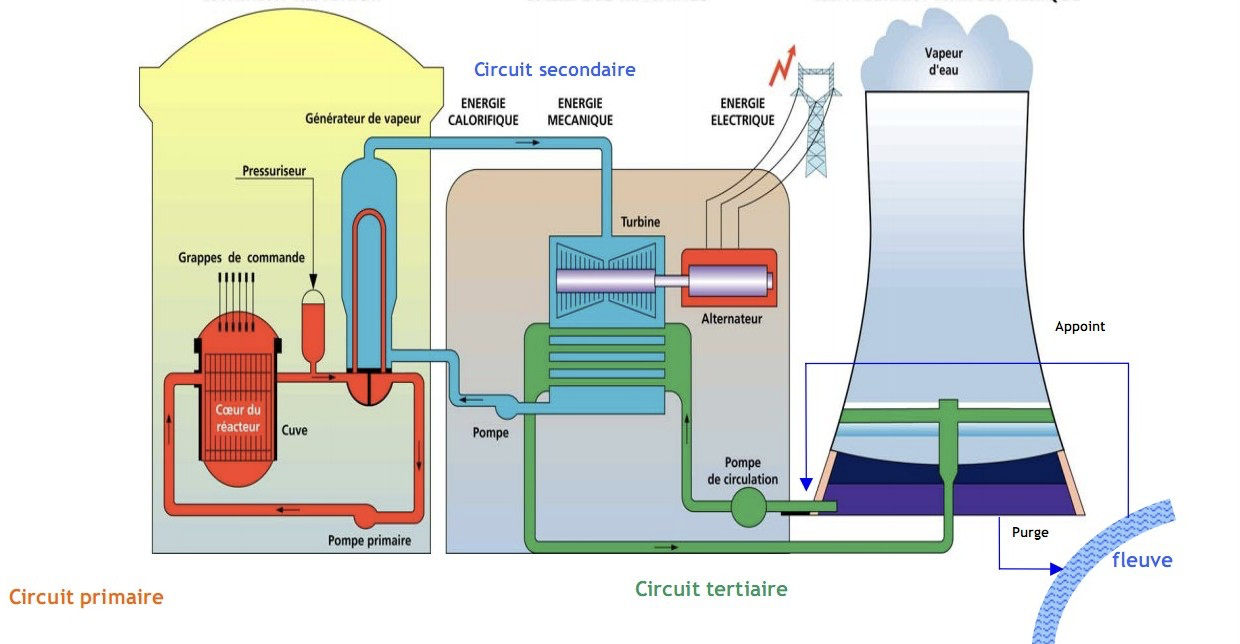 Circuit secondaire
Vapeur
d'eau
ENERGIE
CALORIFIQUE
ENERGIE
MECANIQUE
ENERGIE
ELECTRIQUE
Générateur de vapeur
Pressuriseur
Turbine
Grappes de commande
Alternateur
Appoint
Cœur du
réacteur
Cuve
Pompe
Pompe
de circulation
Pompe primaire
Purge
fleuve
Circuit primaire
Circuit tertiaire